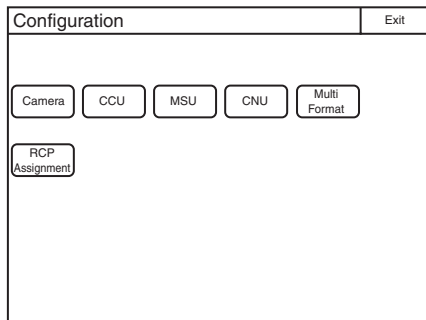 Configuration
Exit
Camera
CCU
MSU
CNU
Multi
Format
RCP
Assignment